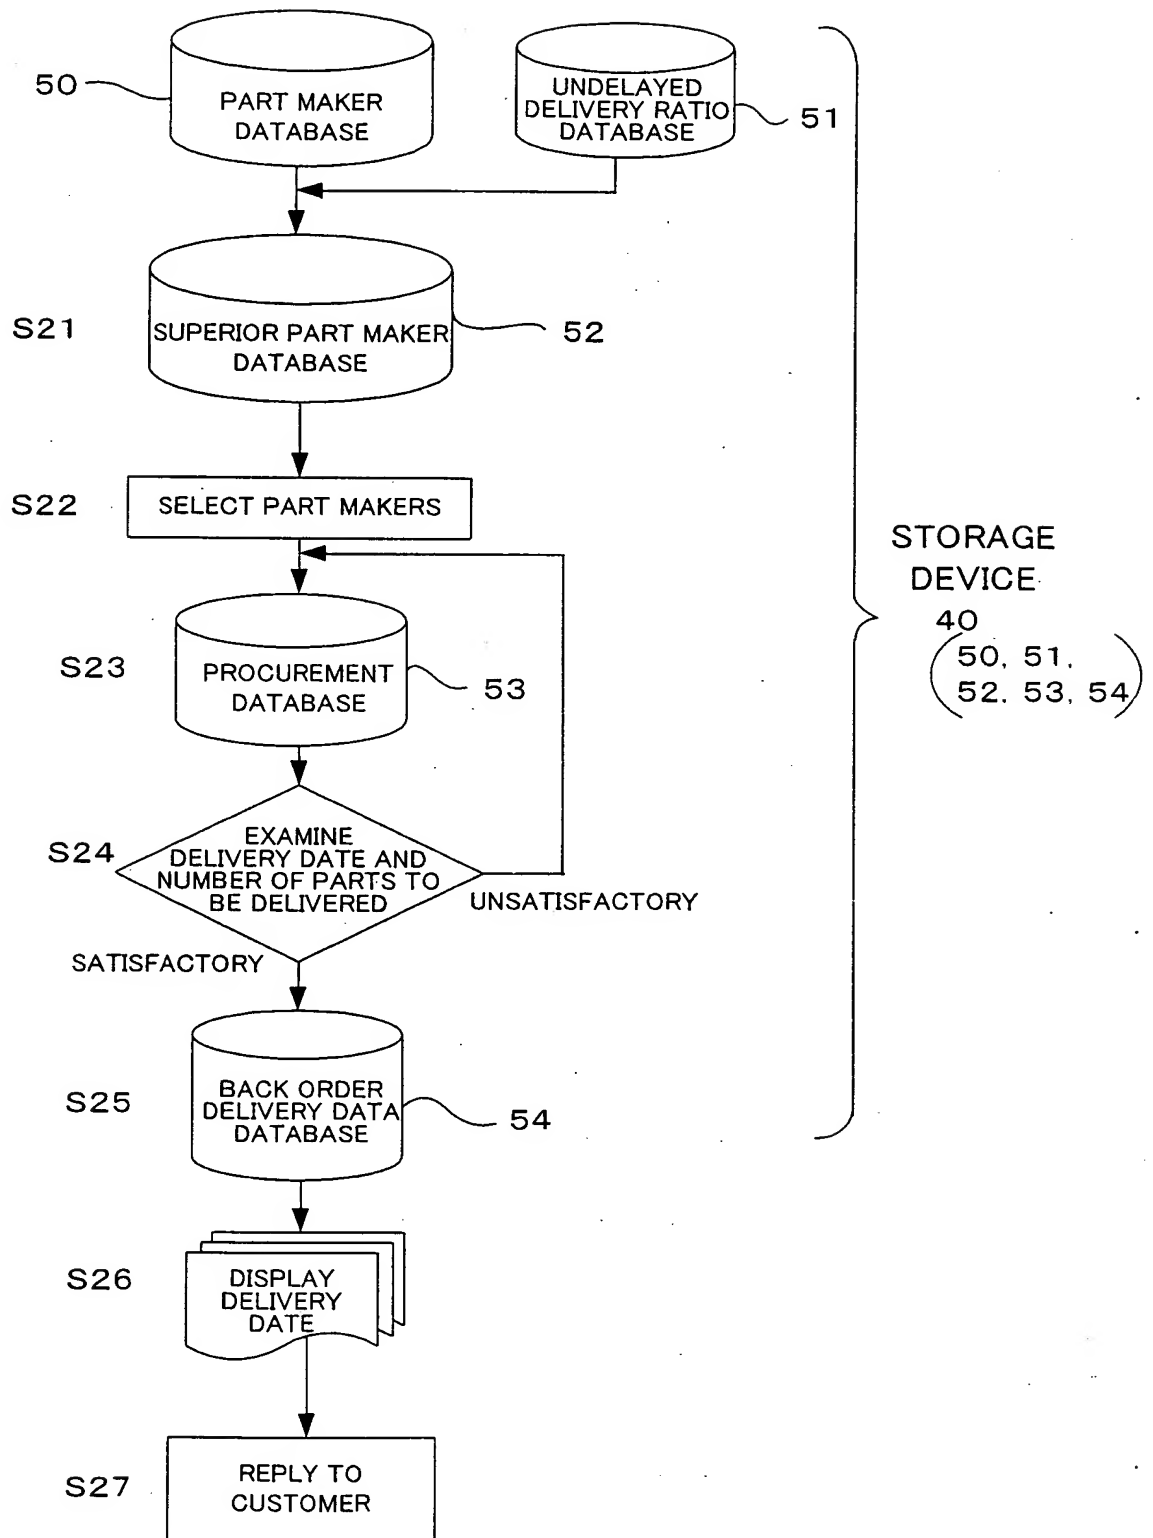 50
PART MAKER
DATABASE
UNDELAYED
DELIVERY RATIO
DATABASE
51
S21
SUPERIOR PART MAKER
DATABASE
52
S22
SELECT PART MAKERS
STORAGE
DEVICE
40
(50, 51,
52, 53, 54)
S23
PROCUREMENT
DATABASE
53
S24
EXAMINE
DELIVERY DATE AND
NUMBER OF PARTS TO
BE DELIVERED
UNSATISFACTORY
SATISFACTORY
S25
BACK ORDER
DELIVERY DATA
DATABASE
54
S26
DISPLAY
DELIVERY
DATE
S27
REPLY TO
CUSTOMER